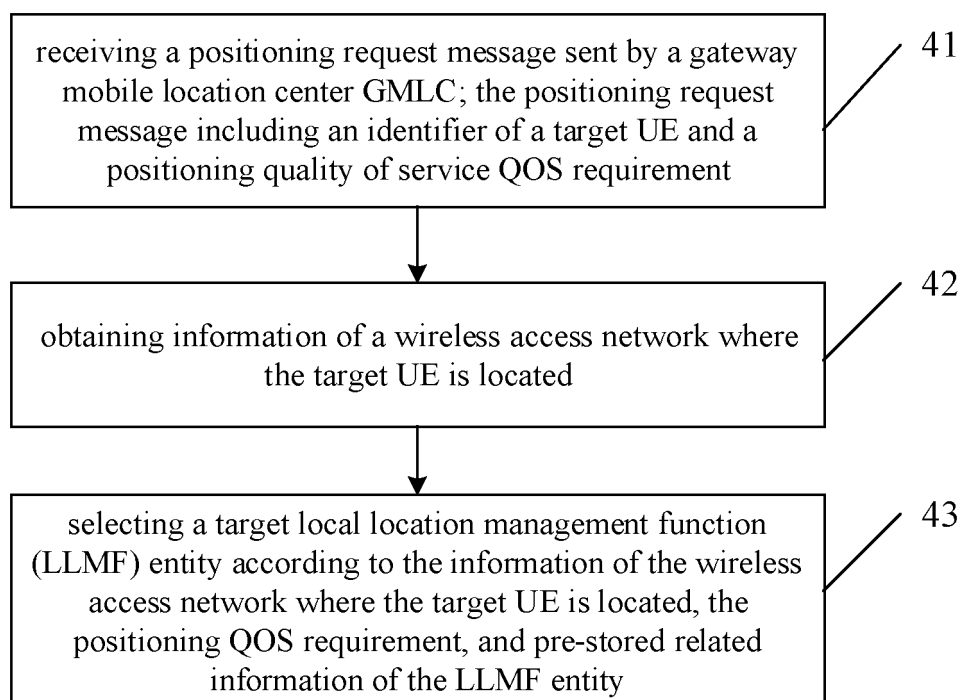 receiving a positioning request message sent by a gateway
mobile location center GMLC; the positioning request
message including an identifier of a target UE and a
positioning quality of service QOS requirement
41
obtaining information of a wireless access network where
the target UE is located
42
selecting a target local location management function
(LLMF) entity according to the information of the wireless
access network where the target UE is located, the
positioning QOS requirement, and pre-stored related
information of the LLMF entity
43